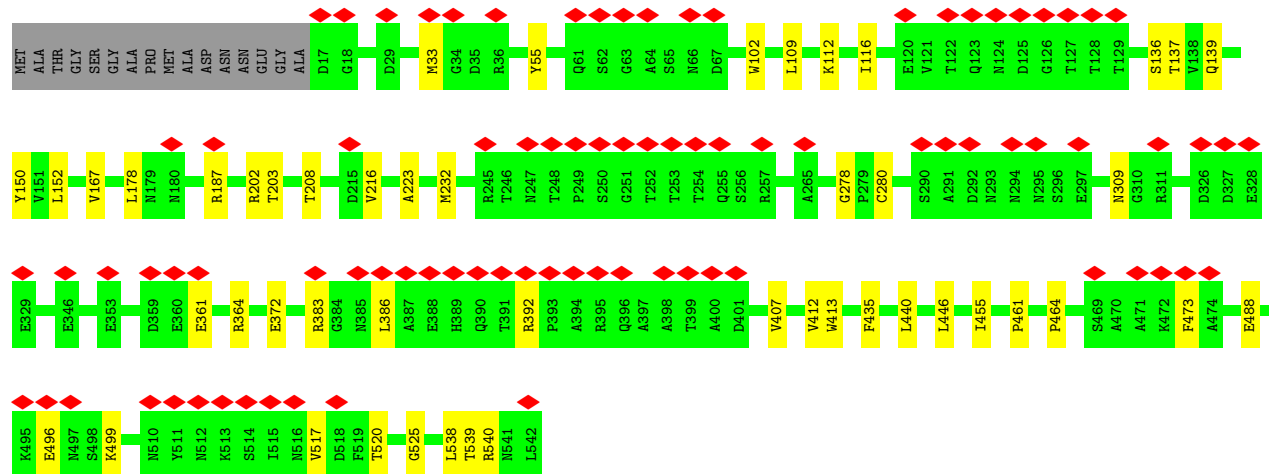 MET ALA THR GLY SER GLY ALA PRO MET ALA ASP ASN ASN GLU GLY ALA D17 G18 D29 M33 G34 D35 R36 Y55 Q61 S62 G63 A64 S65 N66 D67 W102 L109 K112 I116 E120 V121 T122 Q123 N124 D125 G126 T127 T128 T129 S136 T137 V138 Q139
Y150 V151 L152 V167 L178 N179 N180 R187 R202 T203 T208 D215 V216 A223 M232 R245 T246 N247 T248 P249 S250 G251 T252 T253 T254 Q255 S256 R257 A265 G278 P279 C280 S290 A291 D292 N293 N294 N295 S296 E297 N309 G310 R311 D326 D327 E328
E329 E346 E353 D359 E360 E361 R364 E372 R383 G384 N385 L386 A387 E388 H389 Q390 T391 R392 P393 A394 R395 Q396 A397 A398 T399 A400 D401 V407 V412 W413 F435 L440 L446 I455 P461 P464 S469 A470 A471 K472 F473 A474 E488
K495 E496 N497 S498 K499 N510 Y511 N512 K513 S514 I515 N516 V517 D518 F519 T520 G525 L538 T539 R540 N541 L542